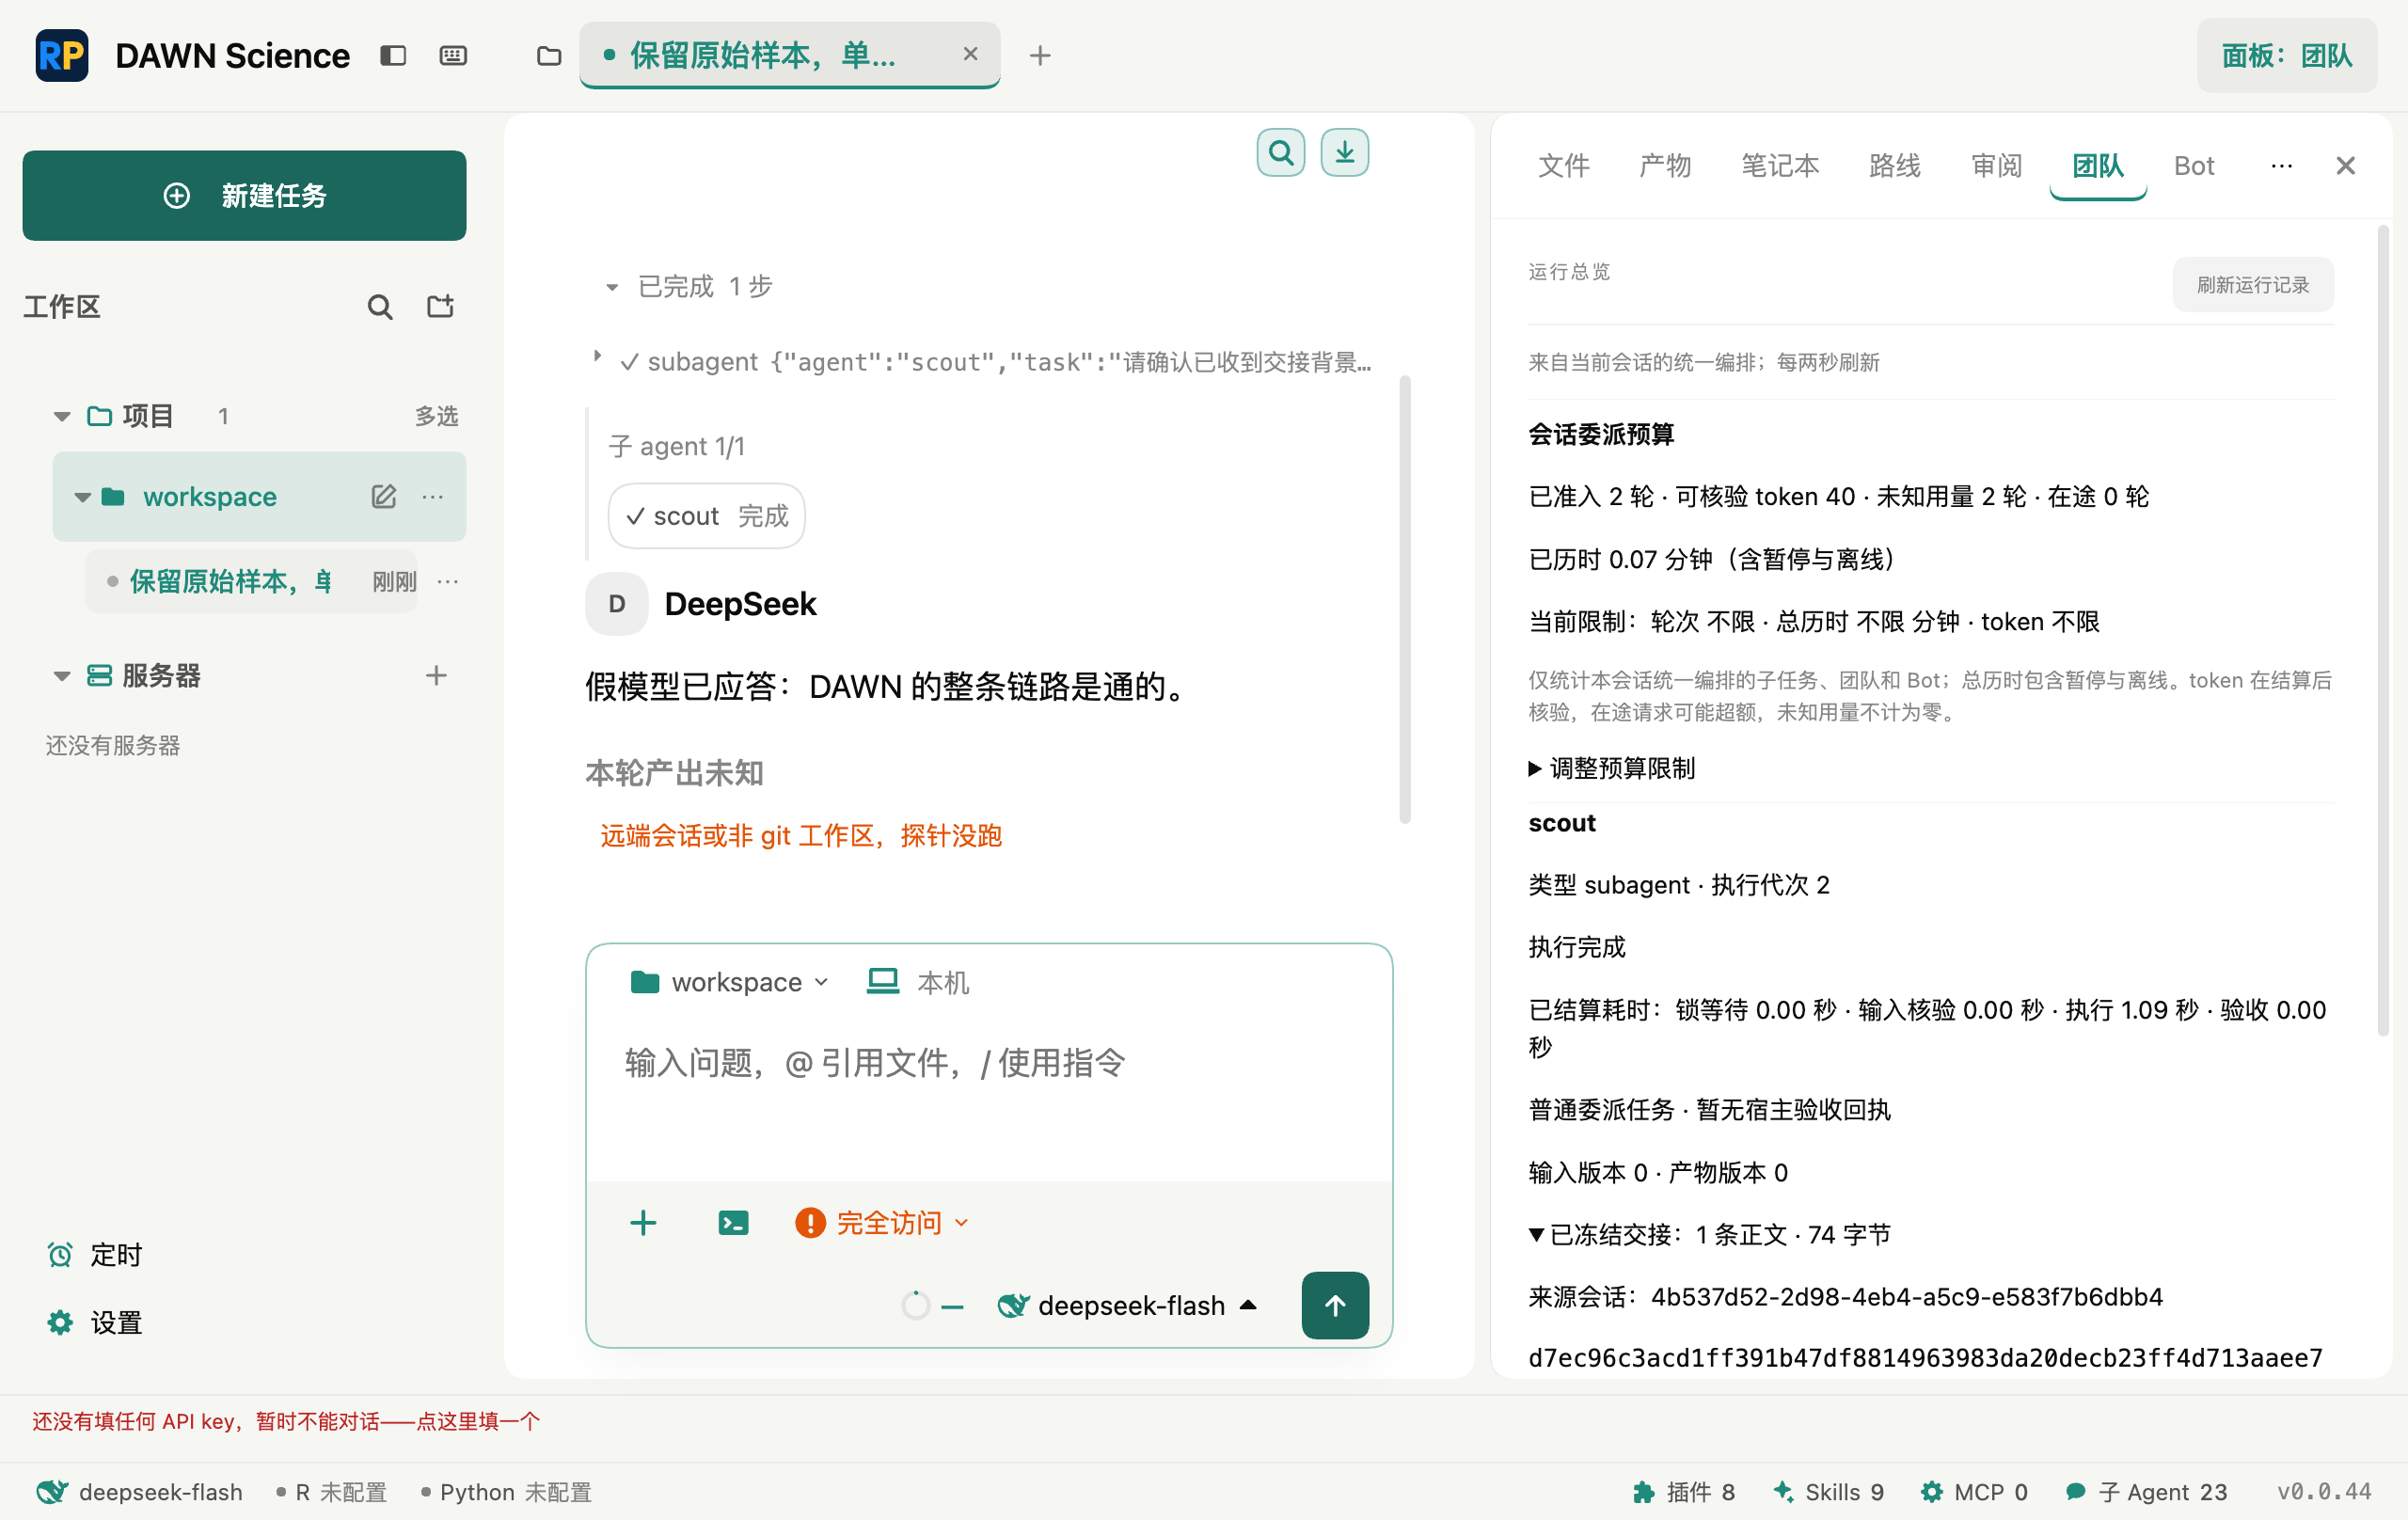 RP DAWN Science
保留原始样本，单...
面板：团队
新建任务
工作区
项目 1 多选
workspace
保留原始样本，单 刚刚
服务器
还没有服务器
定时
设置
已完成 1 步
subagent {"agent":"scout","task":"请确认已收到交接背景…
子 agent 1/1
scout 完成
D DeepSeek
假模型已应答：DAWN 的整条链路是通的。
本轮产出未知
远端会话或非 git 工作区，探针没跑
workspace 本机
输入问题，@ 引用文件，/ 使用指令
完全访问
deepseek-flash
文件 产物 笔记本 路线 审阅 团队 Bot
运行总览
刷新运行记录
来自当前会话的统一编排；每两秒刷新
会话委派预算
已准入 2 轮 · 可核验 token 40 · 未知用量 2 轮 · 在途 0 轮
已历时 0.07 分钟（含暂停与离线）
当前限制：轮次 不限 · 总历时 不限 分钟 · token 不限
仅统计本会话统一编排的子任务、团队和 Bot；总历时包含暂停与离线。token 在结算后
核验，在途请求可能超额，未知用量不计为零。
调整预算限制
scout
类型 subagent · 执行代次 2
执行完成
已结算耗时：锁等待 0.00 秒 · 输入核验 0.00 秒 · 执行 1.09 秒 · 验收 0.00
秒
普通委派任务 · 暂无宿主验收回执
输入版本 0 · 产物版本 0
已冻结交接：1 条正文 · 74 字节
来源会话：4b537d52-2d98-4eb4-a5c9-e583f7b6dbb4
d7ec96c3acd1ff391b47df8814963983da20decb23ff4d713aaee7
还没有填任何 API key，暂时不能对话——点这里填一个
deepseek-flash R 未配置 Python 未配置
插件 8 Skills 9 MCP 0 子 Agent 23 v0.0.44